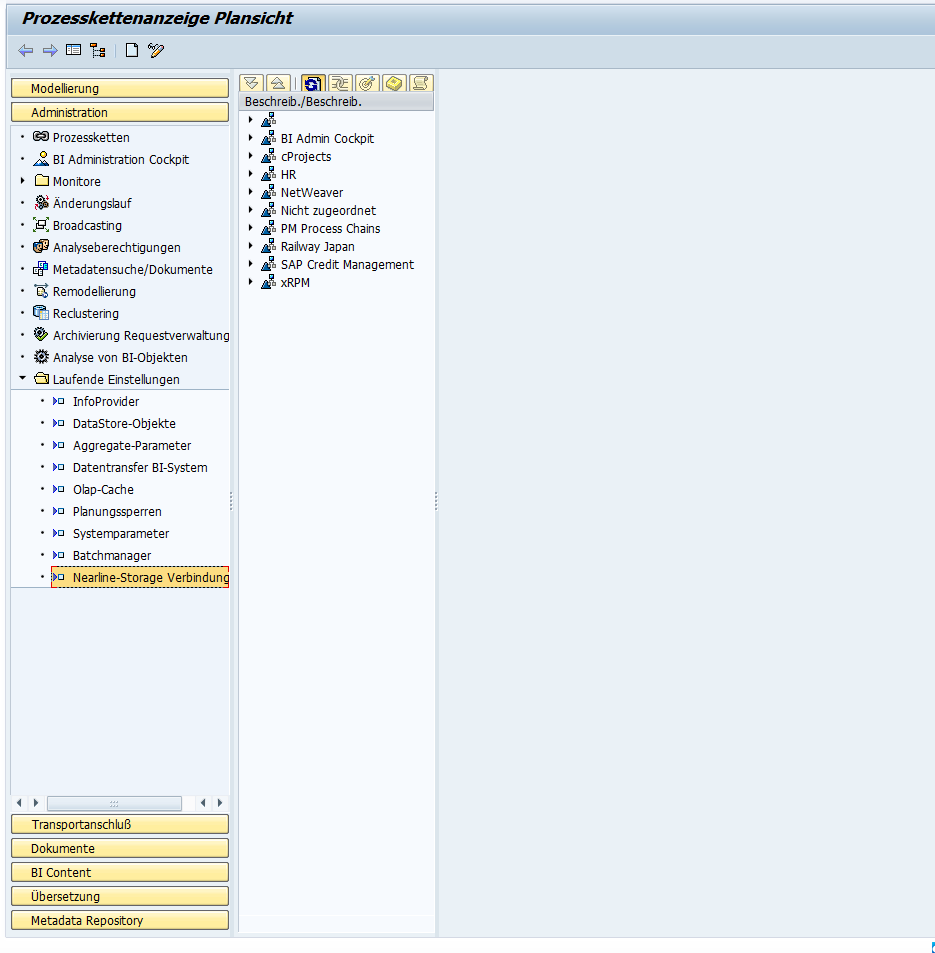 Prozesskettenanzeige Plansicht
Modellierung
Administration
Prozessketten
BI Administration Cockpit
Monitore
Änderungslauf
Broadcasting
Analyseberechtigungen
Metadatensuche/Dokumente
Remodellierung
Reclustering
Archivierung Requestverwaltung
Analyse von BI-Objekten
Laufende Einstellungen
InfoProvider
DataStore-Objekte
Aggregate-Parameter
Datentransfer BI-System
Olap-Cache
Planungssperren
Systemparameter
Batchmanager
Nearline-Storage Verbindung
Transportanschluß
Dokumente
BI Content
Übersetzung
Metadata Repository
Beschreib./Beschreib.
BI Admin Cockpit
cProjects
HR
NetWeaver
Nicht zugeordnet
PM Process Chains
Railway Japan
SAP Credit Management
xRPM